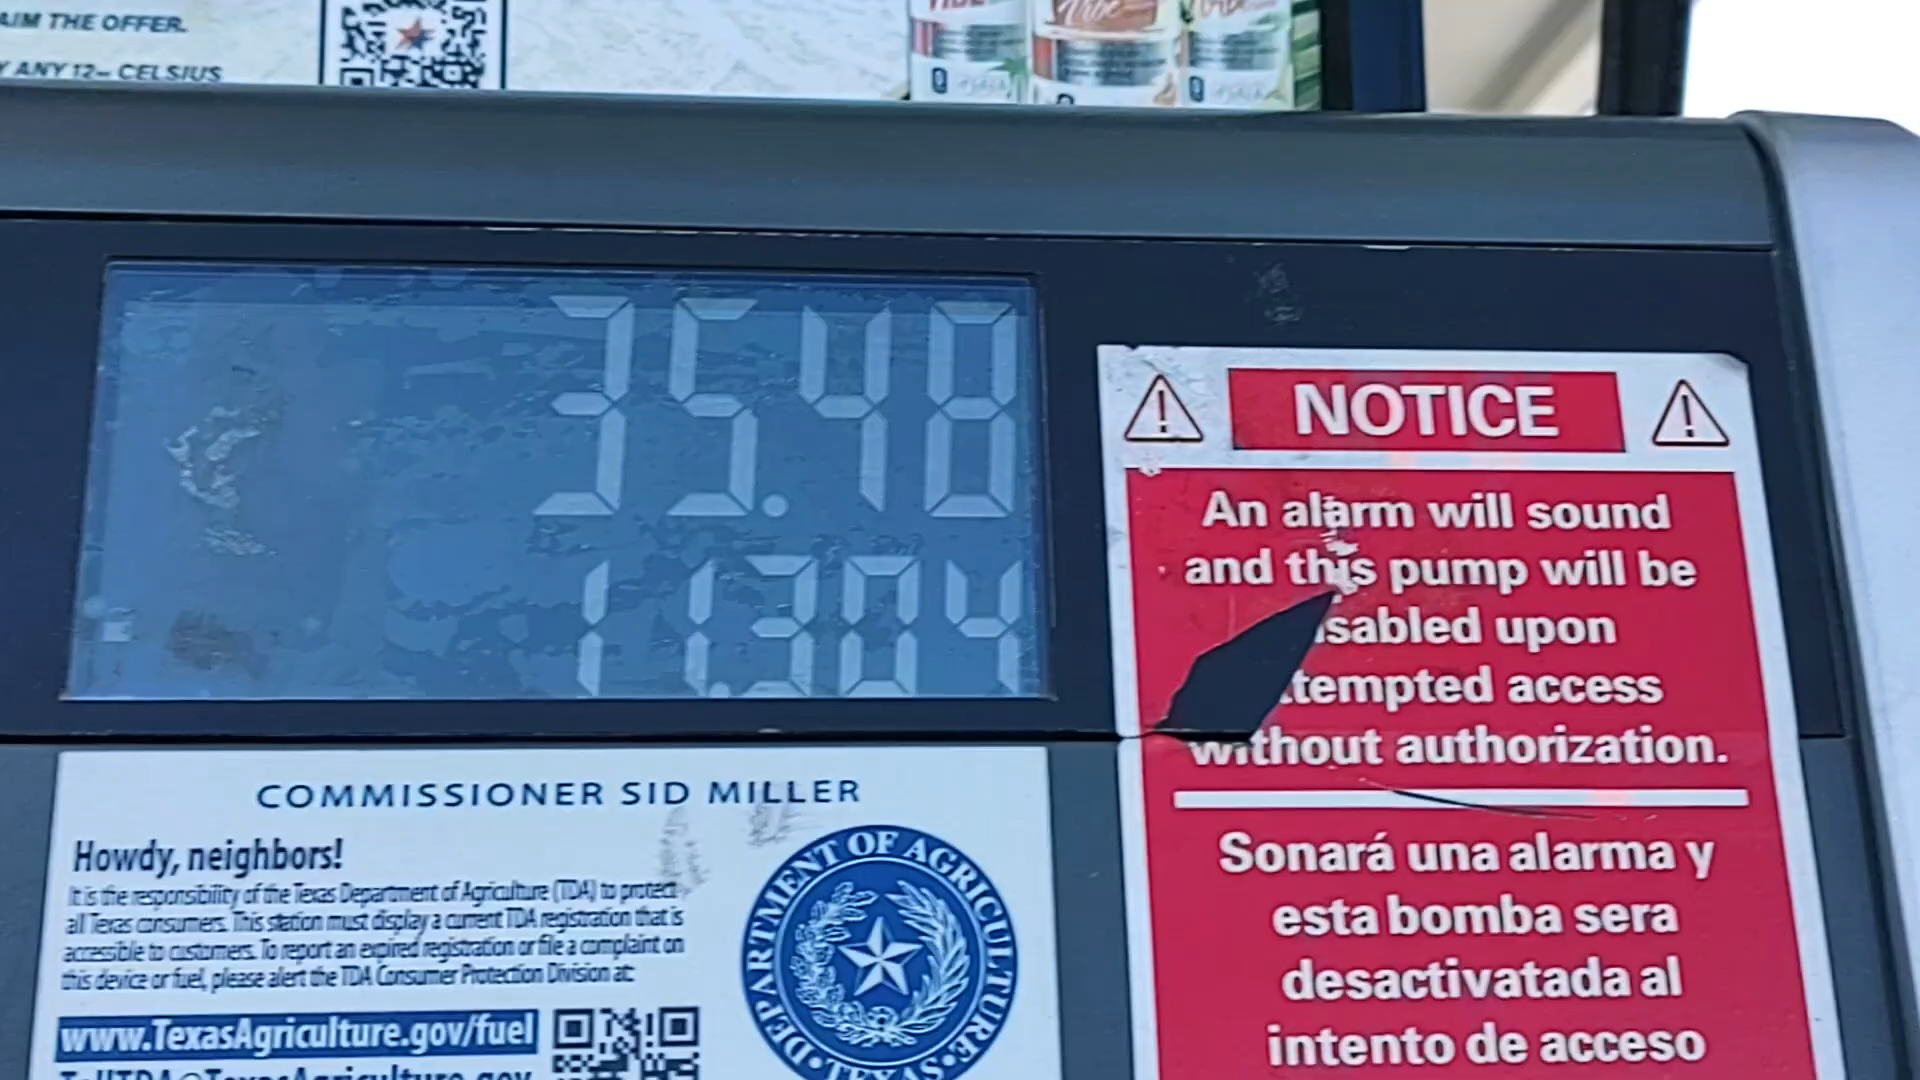 AIM THE OFFER.
ANY 12- CELSIUS
Vibe
35.48
11.304
NOTICE
An alarm will sound
and this pump will be
isabled upon
ttempted access
without authorization.
Sonará una alarma y
esta bomba sera
desactivatada al
intento de acceso
COMMISSIONER SID MILLER
Howdy, neighbors!
It is the responsibility of the Texas Department of Agriculture (TDA) to protect
all Texas consumers. This station must display a current TDA registration that is
accessible to customers. To report an expired registration or file a complaint on
this device or fuel, please alert the TDA Consumer Protection Division at:
www.TexasAgriculture.gov/fuel
DEPARTMENT OF AGRICULTURE